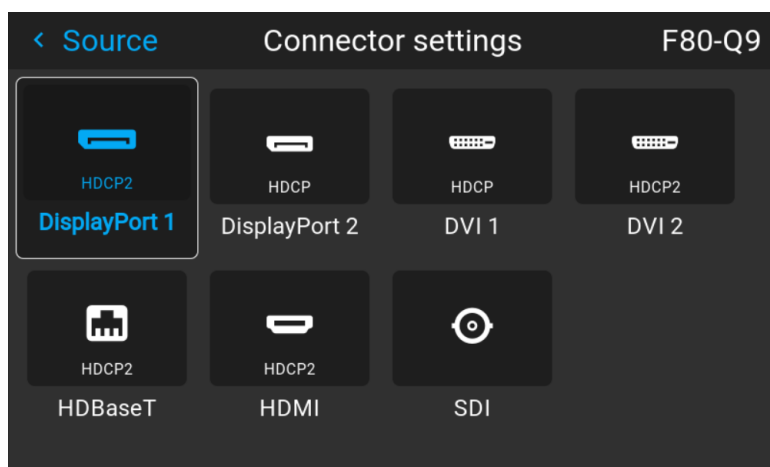 Source Connector settings F80-Q9
HDCP2 HDCP HDCP HDCP2
DisplayPort 1 DisplayPort 2 DVI 1 DVI 2
HDCP2 HDCP2
HDBaseT HDMI SDI